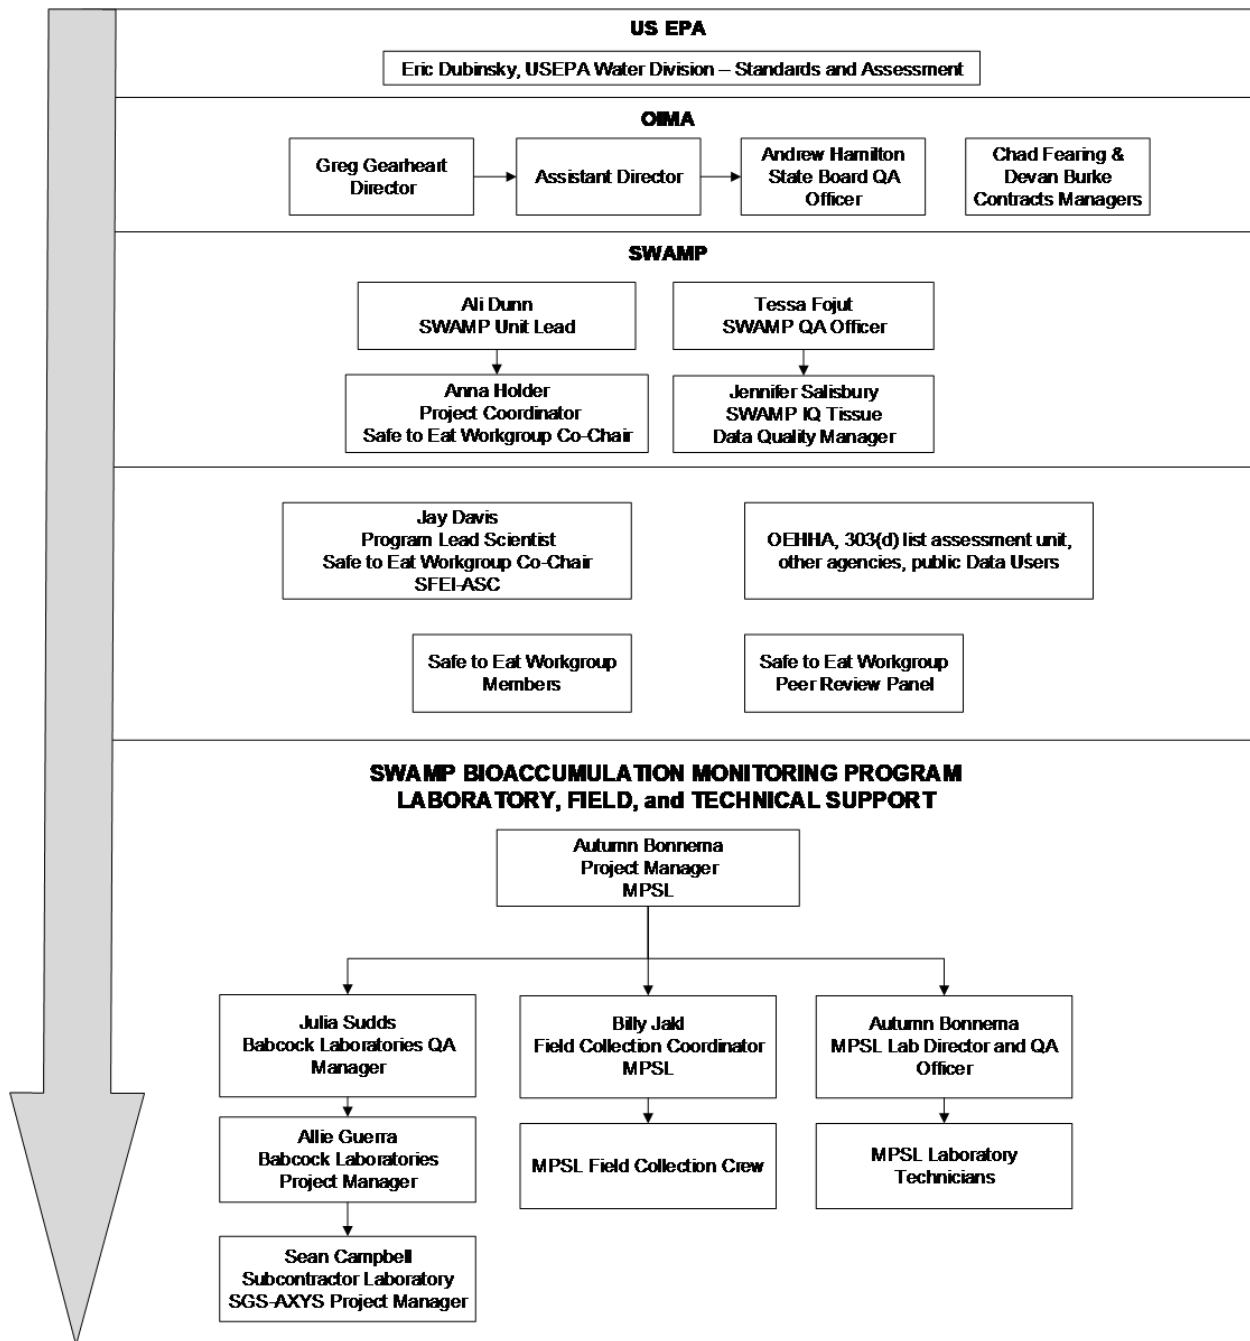 US EPA
Eric Dubinsky, USEPA Water Division – Standards and Assessment
OIMA
Greg Gearheart
Director
Assistant Director
Andrew Hamilton
State Board QA
Officer
Chad Fearing &
Devan Burke
Contracts Managers
SWAMP
Ali Dunn
SWAMP Unit Lead
Tessa Fojut
SWAMP QA Officer
Anna Holder
Project Coordinator
Safe to Eat Workgroup Co-Chair
Jennifer Salisbury
SWAMP IQ Tissue
Data Quality Manager
Jay Davis
Program Lead Scientist
Safe to Eat Workgroup Co-Chair
SFEI-ASC
OEHHA, 303(d) list assessment unit,
other agencies, public Data Users
Safe to Eat Workgroup
Members
Safe to Eat Workgroup
Peer Review Panel
SWAMP BIOACCUMULATION MONITORING PROGRAM
LABORATORY, FIELD, and TECHNICAL SUPPORT
Autumn Bonnema
Project Manager
MPSL
Julia Sudds
Babcock Laboratories QA
Manager
Billy Jakl
Field Collection Coordinator
MPSL
Autumn Bonnema
MPSL Lab Director and QA
Officer
Allie Guerra
Babcock Laboratories
Project Manager
MPSL Field Collection Crew
MPSL Laboratory
Technicians
Sean Campbell
Subcontractor Laboratory
SGS-AXYS Project Manager